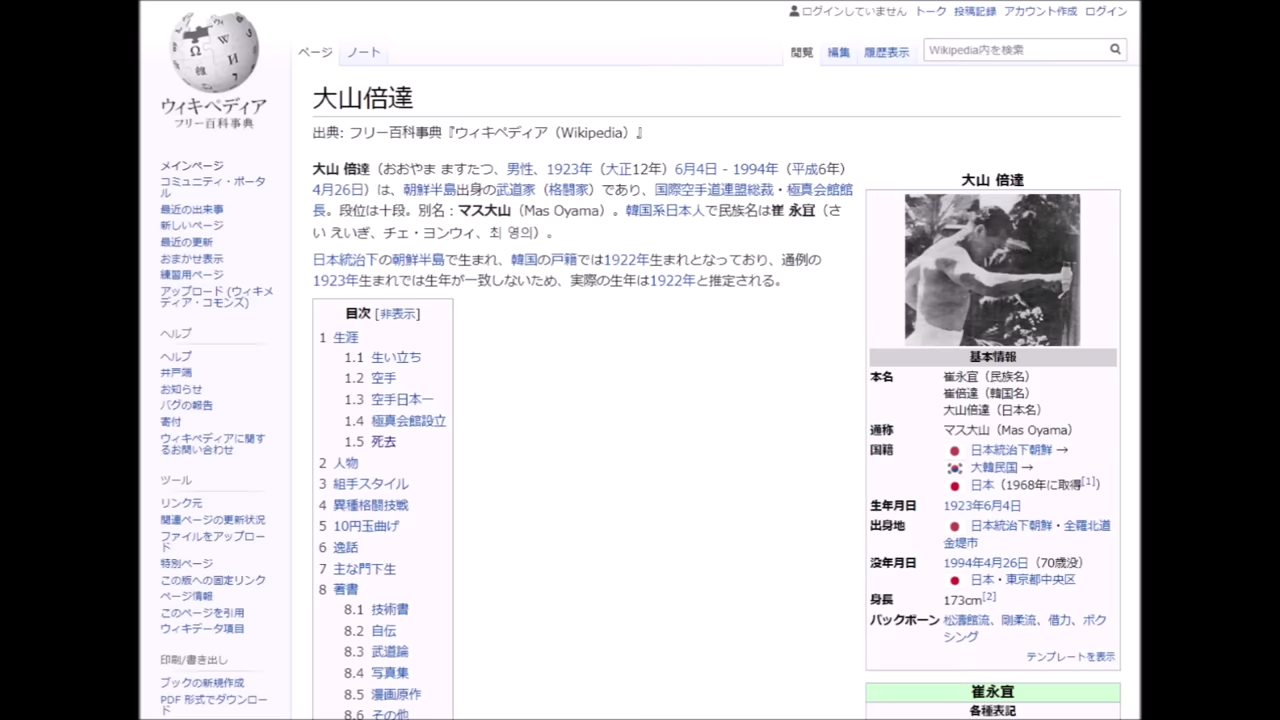 ログインしていません トーク 投稿記録 アカウント作成 ログイン
ページ ノート 閲覧 編集 履歴表示 Wikipedia内を検索
ウィキペディア
フリー百科事典
メインページ
コミュニティ・ポータ
ル
最近の出来事
新しいページ
最近の更新
おまかせ表示
練習用ページ
アップロード (ウィキメ
ディア・コモンズ)
ヘルプ
ヘルプ
井戸端
お知らせ
バグの報告
寄付
ウィキペディアに関す
るお問い合わせ
ツール
リンク元
関連ページの更新状況
ファイルをアップロー
ド
特別ページ
この版への固定リンク
ページ情報
このページを引用
ウィキデータ項目
印刷/書き出し
ブックの新規作成
PDF 形式でダウンロー
ド
大山倍達
出典: フリー百科事典『ウィキペディア（Wikipedia）』
大山 倍達（おおやま ますたつ、男性、1923年（大正12年）6月4日 - 1994年（平成6年）
4月26日）は、朝鮮半島出身の武道家（格闘家）であり、国際空手道連盟総裁・極真会館館
長。段位は十段。別名：マス大山（Mas Oyama）。韓国系日本人で民族名は崔 永宜（さ
い えいぎ、チェ・ヨンウィ、최 영의）。
日本統治下の朝鮮半島で生まれ、韓国の戸籍では1922年生まれとなっており、通例の
1923年生まれでは生年が一致しないため、実際の生年は1922年と推定される。
目次 [非表示]
1 生涯
1.1 生い立ち
1.2 空手
1.3 空手日本一
1.4 極真会館設立
1.5 死去
2 人物
3 組手スタイル
4 異種格闘技戦
5 10円玉曲げ
6 逸話
7 主な門下生
8 著書
8.1 技術書
8.2 自伝
8.3 武道論
8.4 写真集
8.5 漫画原作
8.6 その他
大山 倍達
基本情報
本名 崔永宜（民族名）
崔倍達（韓国名）
大山倍達（日本名）
通称 マス大山（Mas Oyama）
国籍 日本統治下朝鮮 →
大韓民国 →
日本（1968年に取得[1]）
生年月日 1923年6月4日
出身地 日本統治下朝鮮・全羅北道
金堤市
没年月日 1994年4月26日（70歳没）
日本・東京都中央区
身長 173cm[2]
バックボーン 松濤館流、剛柔流、借力、ボク
シング
テンプレートを表示
崔永宜
各種表記